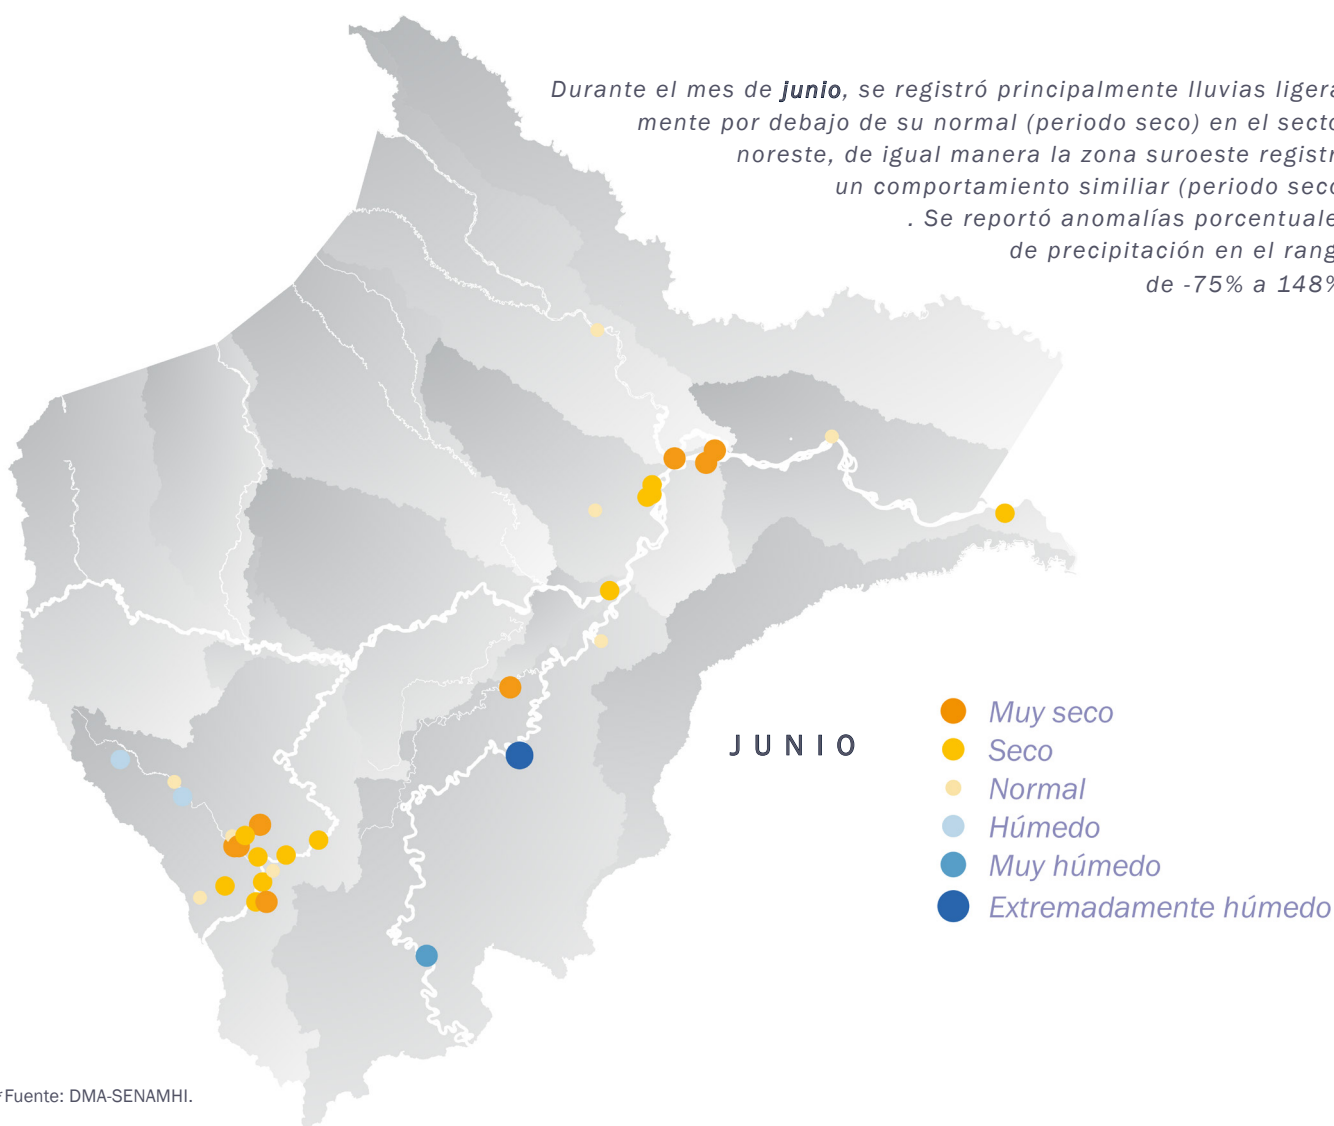 Durante el mes de junio, se registró principalmente lluvias ligera
mente por debajo de su normal (periodo seco) en el secto
noreste, de igual manera la zona suroeste registr
un comportamiento similiar (periodo seco
. Se reportó anomalías porcentuale
de precipitación en el rang
de -75% a 148%
JUNIO
Muy seco
Seco
Normal
Húmedo
Muy húmedo
Extremadamente húmedo
*Fuente: DMA-SENAMHI.